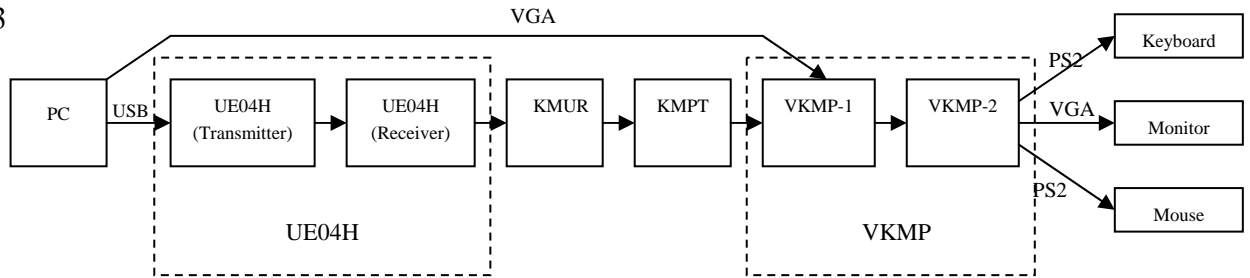 VGA
PC
USB
UE04H
(Transmitter)
UE04H
(Receiver)
KMUR
KMPT
VKMP-1
VKMP-2
PS2
VGA
PS2
Keyboard
Monitor
Mouse
UE04H
VKMP